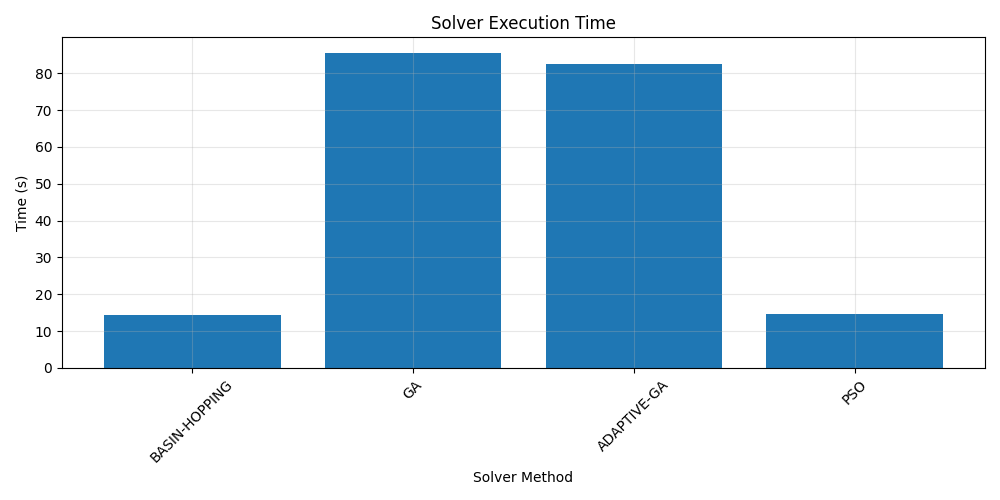 Solver Execution Time
Time (s)
80
70
60
50
40
30
20
10
0
BASIN-HOPPING
GA
ADAPTIVE-GA
PSO
Solver Method